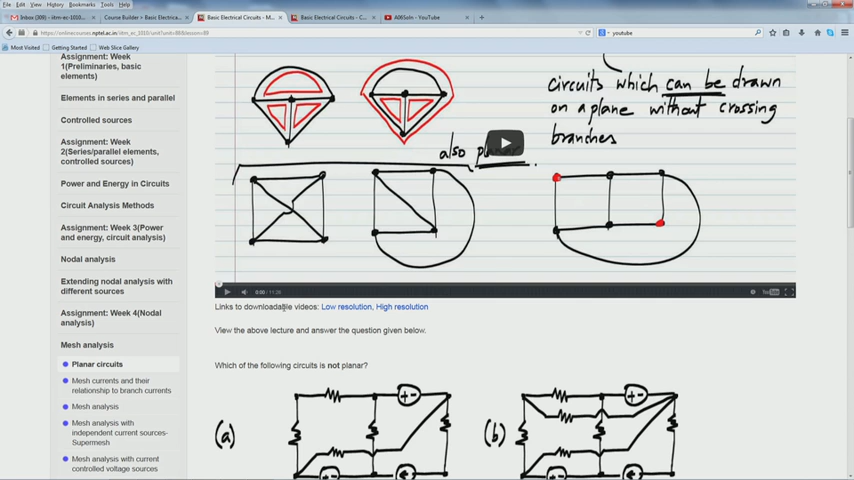 File Edit View History Bookmarks Tools Help
Inbox (309) - iitm-ec-1010...
Course Builder > Basic Electrica...
Basic Electrical Circuits - M...
Basic Electrical Circuits - C...
A06Soln - YouTube
https://onlinecourses.nptel.ac.in/iitm_ec_1010/unit?unit=88&lesson=89
youtube
Most Visited Getting Started Web Slice Gallery
Assignment: Week
1(Preliminaries, basic
elements)
Elements in series and parallel
Controlled sources
Assignment: Week
2(Series/parallel elements,
controlled sources)
Power and Energy in Circuits
Circuit Analysis Methods
Assignment: Week 3(Power
and energy, circuit analysis)
Nodal analysis
Extending nodal analysis with
different sources
Assignment: Week 4(Nodal
analysis)
Mesh analysis
Planar circuits
Mesh currents and their
relationship to branch currents
Mesh analysis
Mesh analysis with
independent current sources-
Supermesh
Mesh analysis with current
controlled voltage sources
circuits which can be drawn
on a plane without crossing
branches
also
0:00 / 11:26
YouTube
Links to downloadable videos: Low resolution, High resolution
View the above lecture and answer the question given below.
Which of the following circuits is not planar?
(a)
(b)